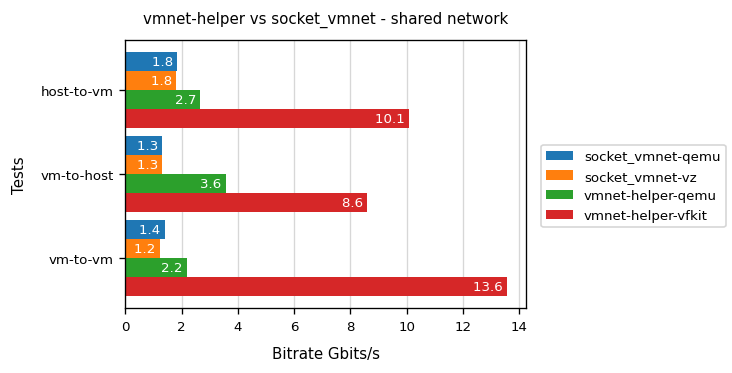 vmnet-helper vs socket_vmnet - shared network
Tests
host-to-vm
1.8
1.8
2.7
10.1
vm-to-host
1.3
1.3
3.6
8.6
vm-to-vm
1.4
1.2
2.2
13.6
0 2 4 6 8 10 12 14
Bitrate Gbits/s
socket_vmnet-qemu
socket_vmnet-vz
vmnet-helper-qemu
vmnet-helper-vfkit